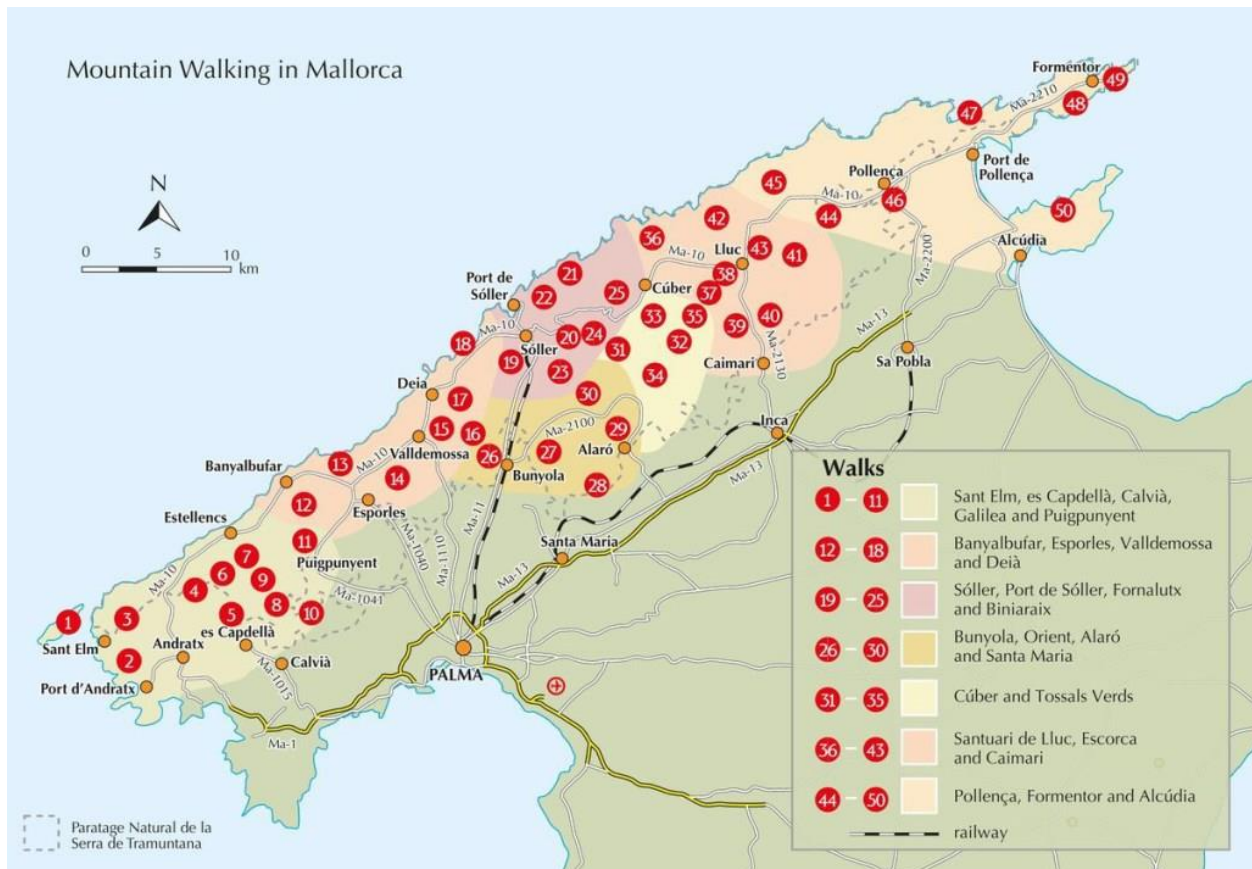 Mountain Walking in Mallorca
N
0 5 10
km
Formentor
49
Ma-2210
48
47
Port de
Pollença
Pollença
45
Ma-10
46
44
50
42
36
43
Lluc
41
Alcúdia
Ma-2200
Ma-10
38
21
Port de
Sóller
22
25
Cúber
37
33
35
40
39
Ma-13
Ma-10
18
20
24
Sóller
31
32
19
23
34
Caimari
Ma-2130
Sa Pobla
Deia
17
30
Ma-2100
15
16
29
Inca
Valldemossa
26
27
Alaró
Bunyola
28
Ma-13
Banyalbufar
13
Ma-10
14
12
Esporles
Estellencs
11
Puigpunyent
Ma-1040
Ma-1110
Ma-11
Santa Maria
Ma-13
7
6
9
4
8
10
5
Ma-10
Ma-1041
1
3
Sant Elm
2
Andratx
es Capdellà
Calvià
Port d'Andratx
Ma-1015
PALMA
Ma-1
Walks
1 – 11 Sant Elm, es Capdellà, Calvià,
Galilea and Puigpunyent
12 – 18 Banyalbufar, Esporles, Valldemossa
and Deià
19 – 25 Sóller, Port de Sóller, Fornalutx
and Biniaraix
26 – 30 Bunyola, Orient, Alaró
and Santa Maria
31 – 35 Cúber and Tossals Verds
36 – 43 Santuari de Lluc, Escorca
and Caimari
44 – 50 Pollença, Formentor and Alcúdia
railway
Paratage Natural de la
Serra de Tramuntana